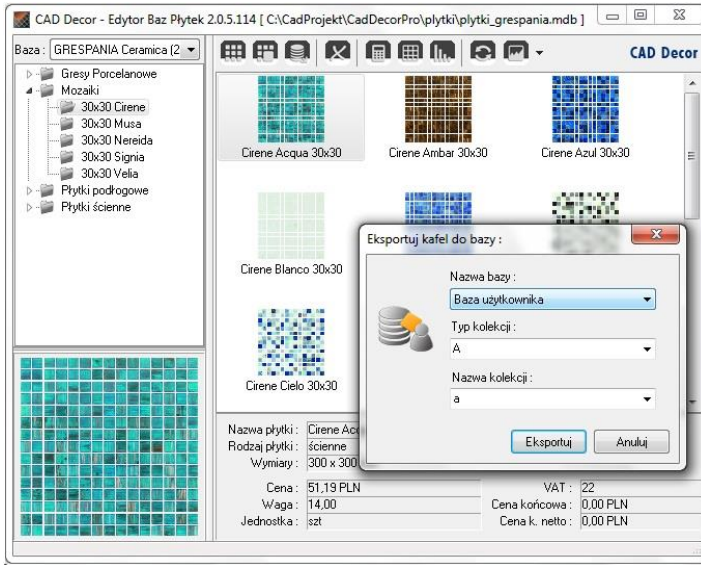 CAD Decor - Edytor Baz Płytek 2.0.5.114 [ C:\CadProjekt\CadDecorPro\plytki\plytki_grespania.mdb ]
Baza : GRESPANIA Ceramica (2
CAD Decor
Gresy Porcelanowe
Mozaiki
30x30 Cirene
30x30 Musa
30x30 Nereida
30x30 Signia
30x30 Velia
Płytki podłogowe
Płytki ścienne
Cirene Acqua 30x30
Cirene Ambar 30x30
Cirene Azul 30x30
Cirene Blanco 30x30
Cirene Cielo 30x30
Eksportuj kafel do bazy :
Nazwa bazy :
Baza użytkownika
Typ kolekcji :
A
Nazwa kolekcji :
a
Eksportuj
Anuluj
Nazwa płytki : Cirene Acq
Rodzaj płytki : ścienne
Wymiary : 300 x 300
Cena : 51,19 PLN
VAT : 22
Waga : 14,00
Cena końcowa : 0,00 PLN
Jednostka : szt
Cena k. netto : 0,00 PLN